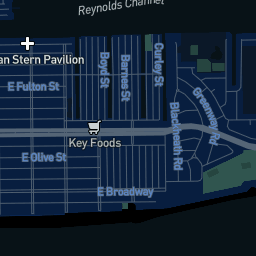 Reynolds Channel
an Stern Pavilion
E Fulton St
Boyd St
Barnes St
Curley St
Greenway Rd
Blackheath Rd
Key Foods
E Olive St
E Broadway